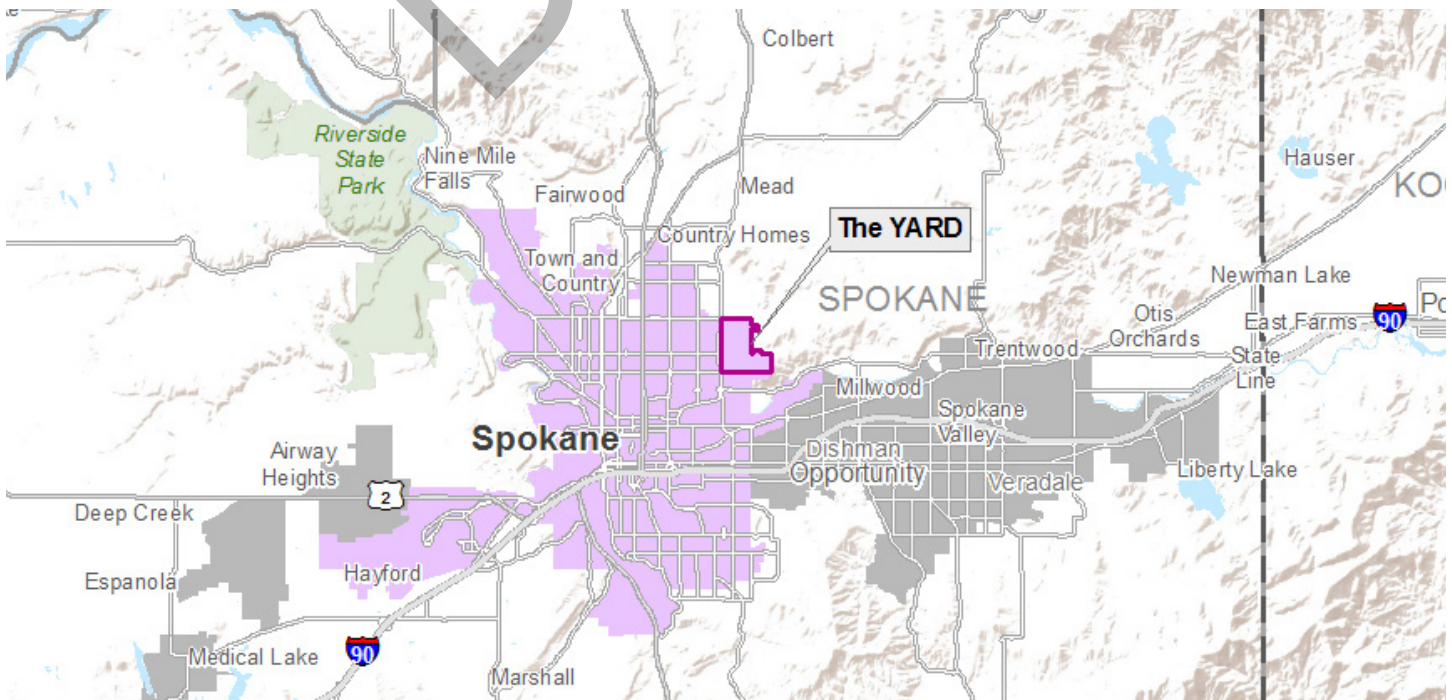 Colbert
Riverside
State
Park
Nine Mile
Falls
Fairwood
Mead
Hauser
Country Homes
The YARD
Town and
Country
SPOKANE
Newman Lake
Otis
Orchards
East Farms
90
Trentwood
State
Line
Millwood
Spokane
Valley
Spokane
Dishman
Opportunity
Airway
Heights
2
Veradale
Liberty Lake
Deep Creek
Espanola
Hayford
Medical Lake
90
Marshall